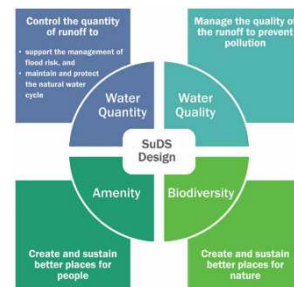 Control the quantity
of runoff to
• support the management of
flood risk, and
• maintain and protect
the natural water
cycle
Manage the quality of
the runoff to prevent
pollution
Water
Quantity
Water
Quality
SuDS
Design
Amenity
Biodiversity
Create and sustain
better places for
people
Create and sustain
better places for
nature